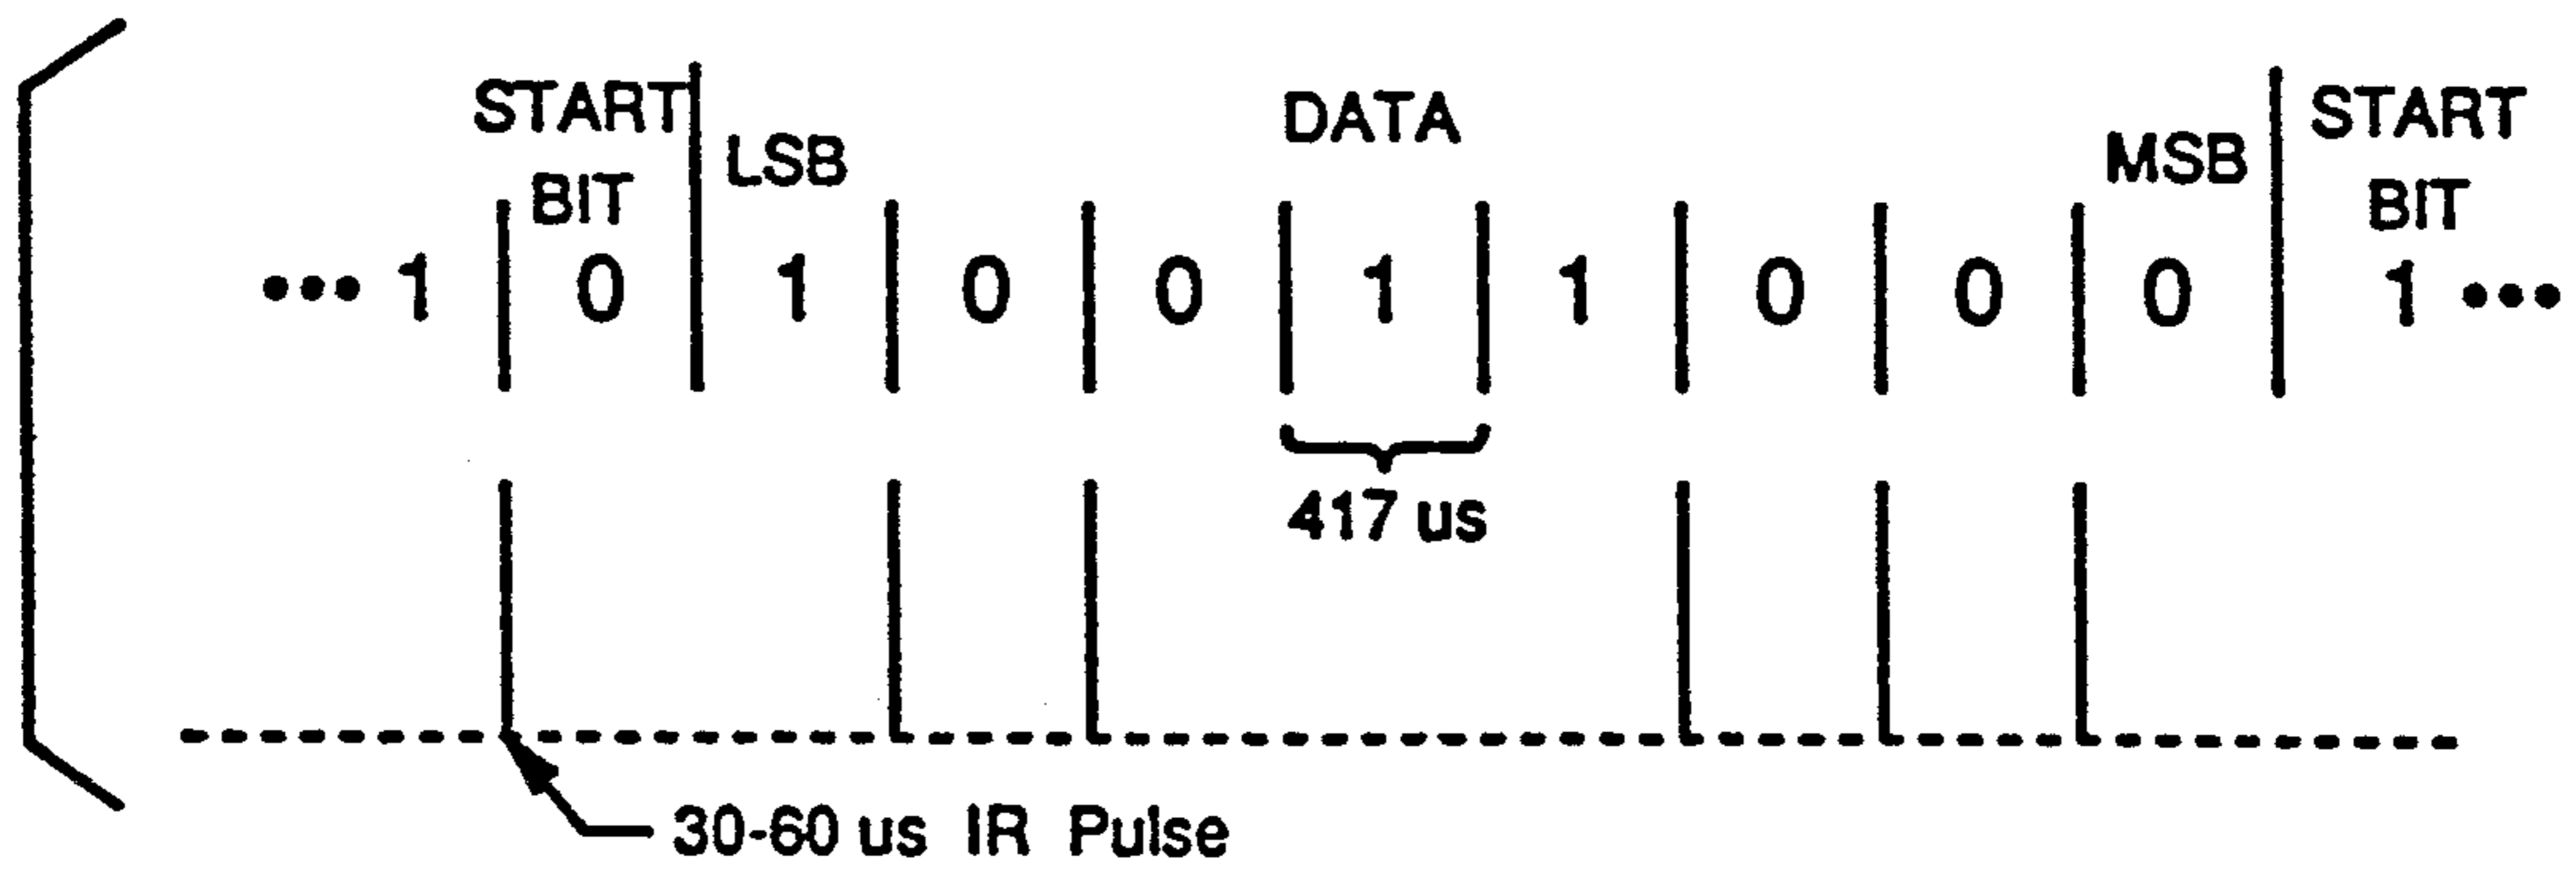 START
BIT
LSB
DATA
MSB
START
BIT
••• 1 0 1 0 0 1 1 0 0 0 1 •••
417 us
30-60 us IR Pulse